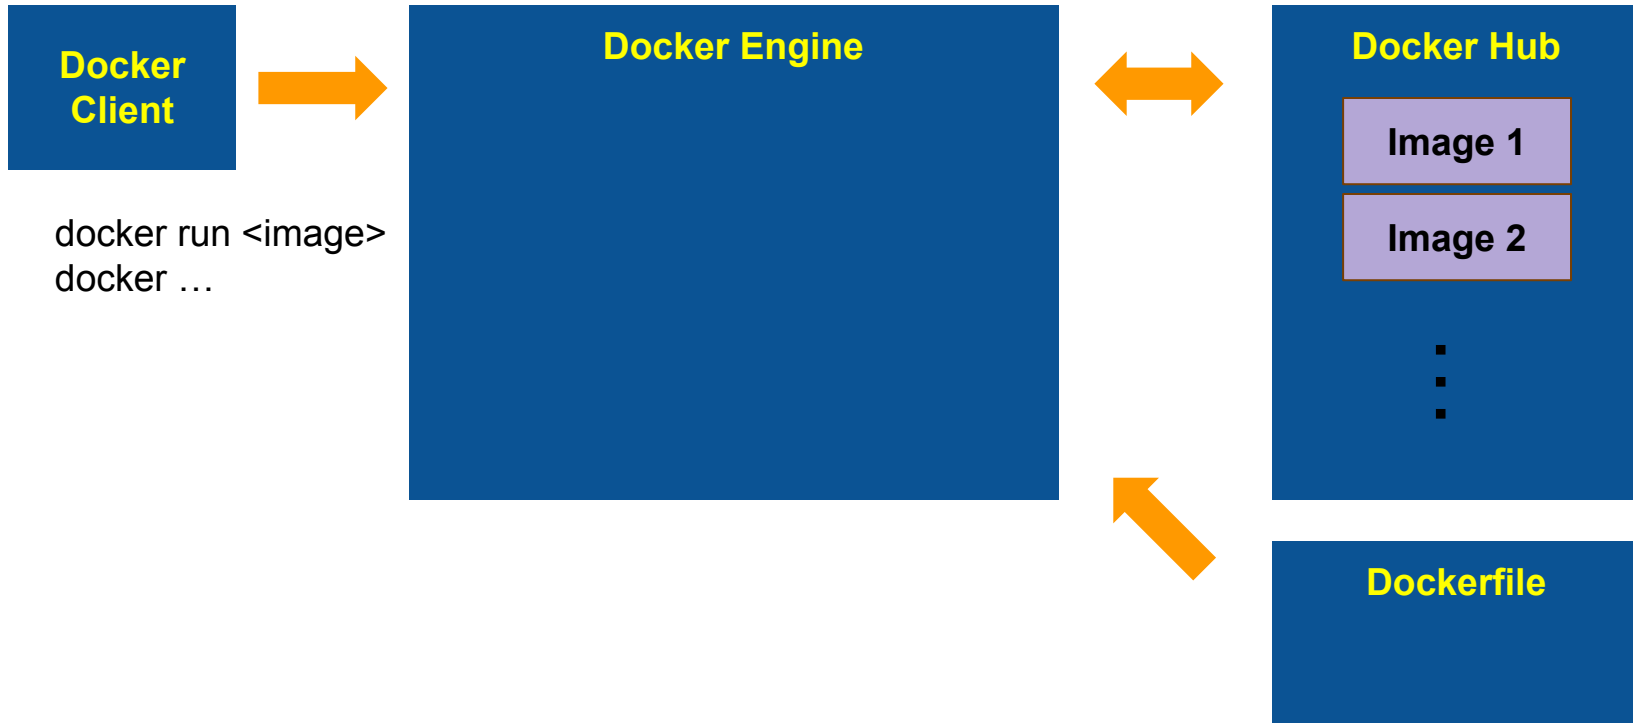 Docker
Client
docker run <image>
docker …
Docker Engine
Docker Hub
Image 1
Image 2
Dockerfile